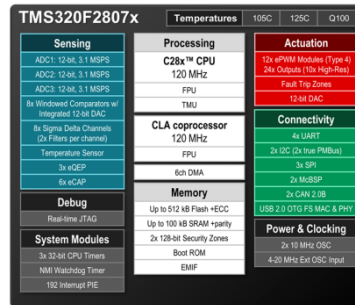 TMS320F2807x
Temperatures 105C 125C Q100
Sensing
ADC1: 12-bit, 3.1 MSPS
ADC2: 12-bit, 3.1 MSPS
ADC3: 12-bit, 3.1 MSPS
8x Windowed Comparators w/
Integrated 12-bit DAC
8x Sigma Delta Channels
(2x Filters per channel)
Temperature Sensor
3x eQEP
6x eCAP
Debug
Real-time JTAG
System Modules
3x 32-bit CPU Timers
NMI Watchdog Timer
192 Interrupt PIE
Processing
C28x™ CPU
120 MHz
FPU
TMU
CLA coprocessor
120 MHz
FPU
6ch DMA
Memory
Up to 512 kB Flash +ECC
Up to 100 kB SRAM +parity
2x 128-bit Security Zones
Boot ROM
EMIF
Actuation
12x ePWM Modules (Type 4)
24x Outputs (10x High-Res)
Fault Trip Zones
12-bit DAC
Connectivity
4x UART
2x I2C (2x true PMBus)
3x SPI
2x McBSP
2x CAN 2.0B
USB 2.0 OTG FS MAC & PHY
Power & Clocking
2x 10 MHz OSC
4-20 MHz Ext OSC Input